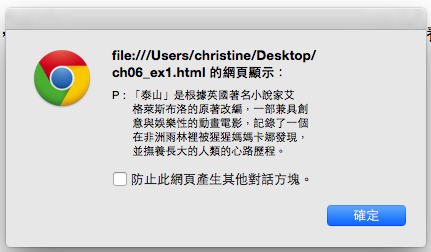 file:///Users/christine/Desktop/
ch06_ex1.html 的網頁顯示：
P：「泰山」是根據英國著名小說家艾
格萊斯布洛的原著改編，一部兼具創
意與娛樂性的動畫電影，記錄了一個
在非洲雨林裡被猩猩媽媽卡娜發現，
並撫養長大的人類的心路歷程。
防止此網頁產生其他對話方塊。
確定